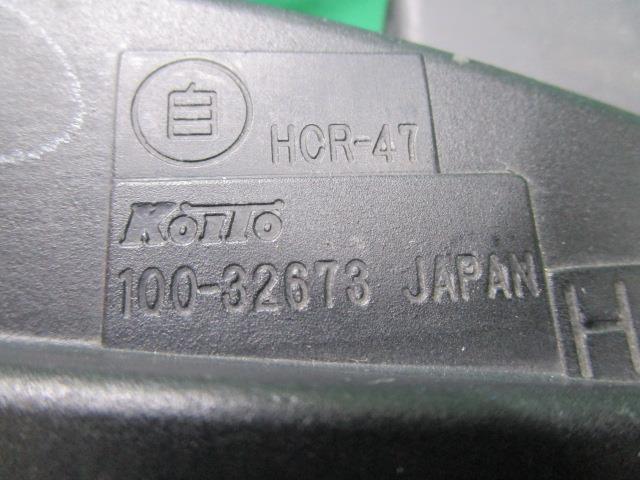 自 HCR-47
KOITO
100-32673 JAPAN
H